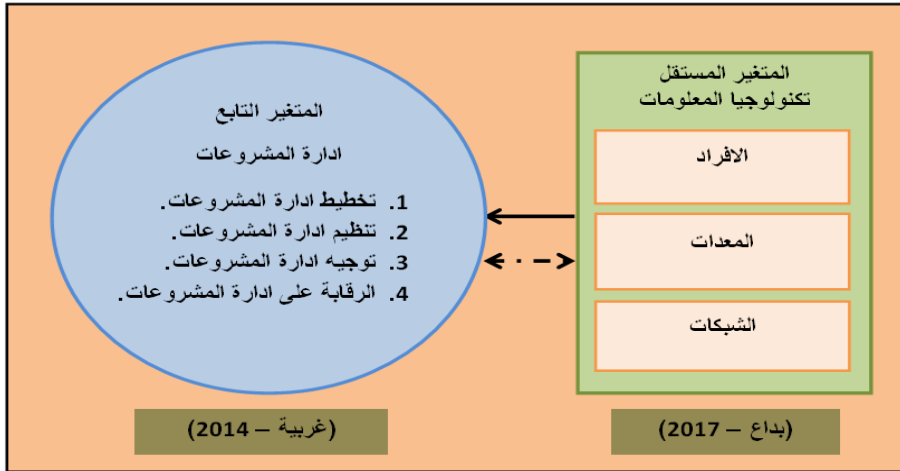 المتغير المستقل
تكنولوجيا المعلومات
الافراد
المعدات
الشبكات
(بداع – 2017)
المتغير التابع
ادارة المشروعات
1. تخطيط ادارة المشروعات.
2. تنظيم ادارة المشروعات.
3. توجيه ادارة المشروعات.
4. الرقابة على ادارة المشروعات.
(غربية – 2014)